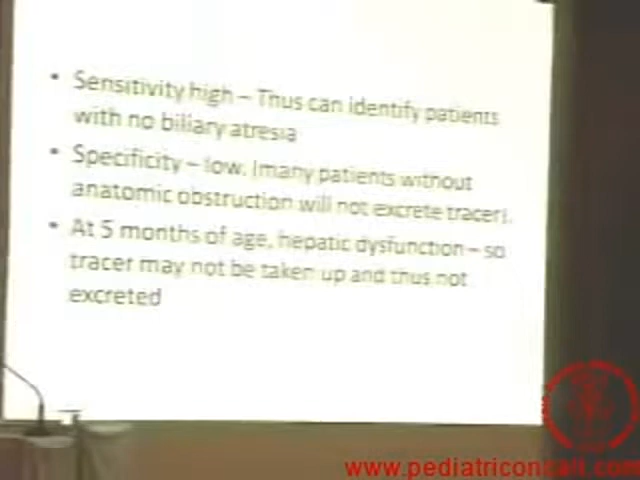 • Sensitivity high – Thus can identify patients
with no biliary atresia
• Specificity – low. (many patients without
anatomic obstruction will not excrete tracer).
• At 5 months of age, hepatic dysfunction – so
tracer may not be taken up and thus not
excreted
www.pediatriconcall.com